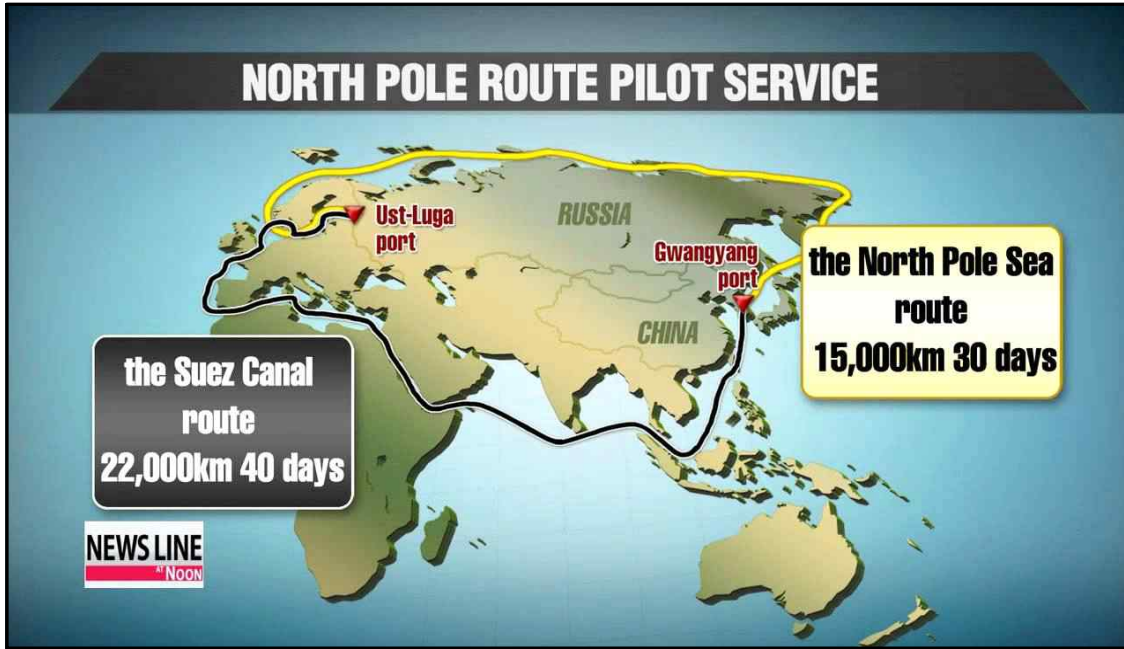 NORTH POLE ROUTE PILOT SERVICE
Ust-Luga
port
RUSSIA
Gwangyang
port
CHINA
the North Pole Sea
route
15,000km 30 days
the Suez Canal
route
22,000km 40 days
NEWS LINE
AT NOON